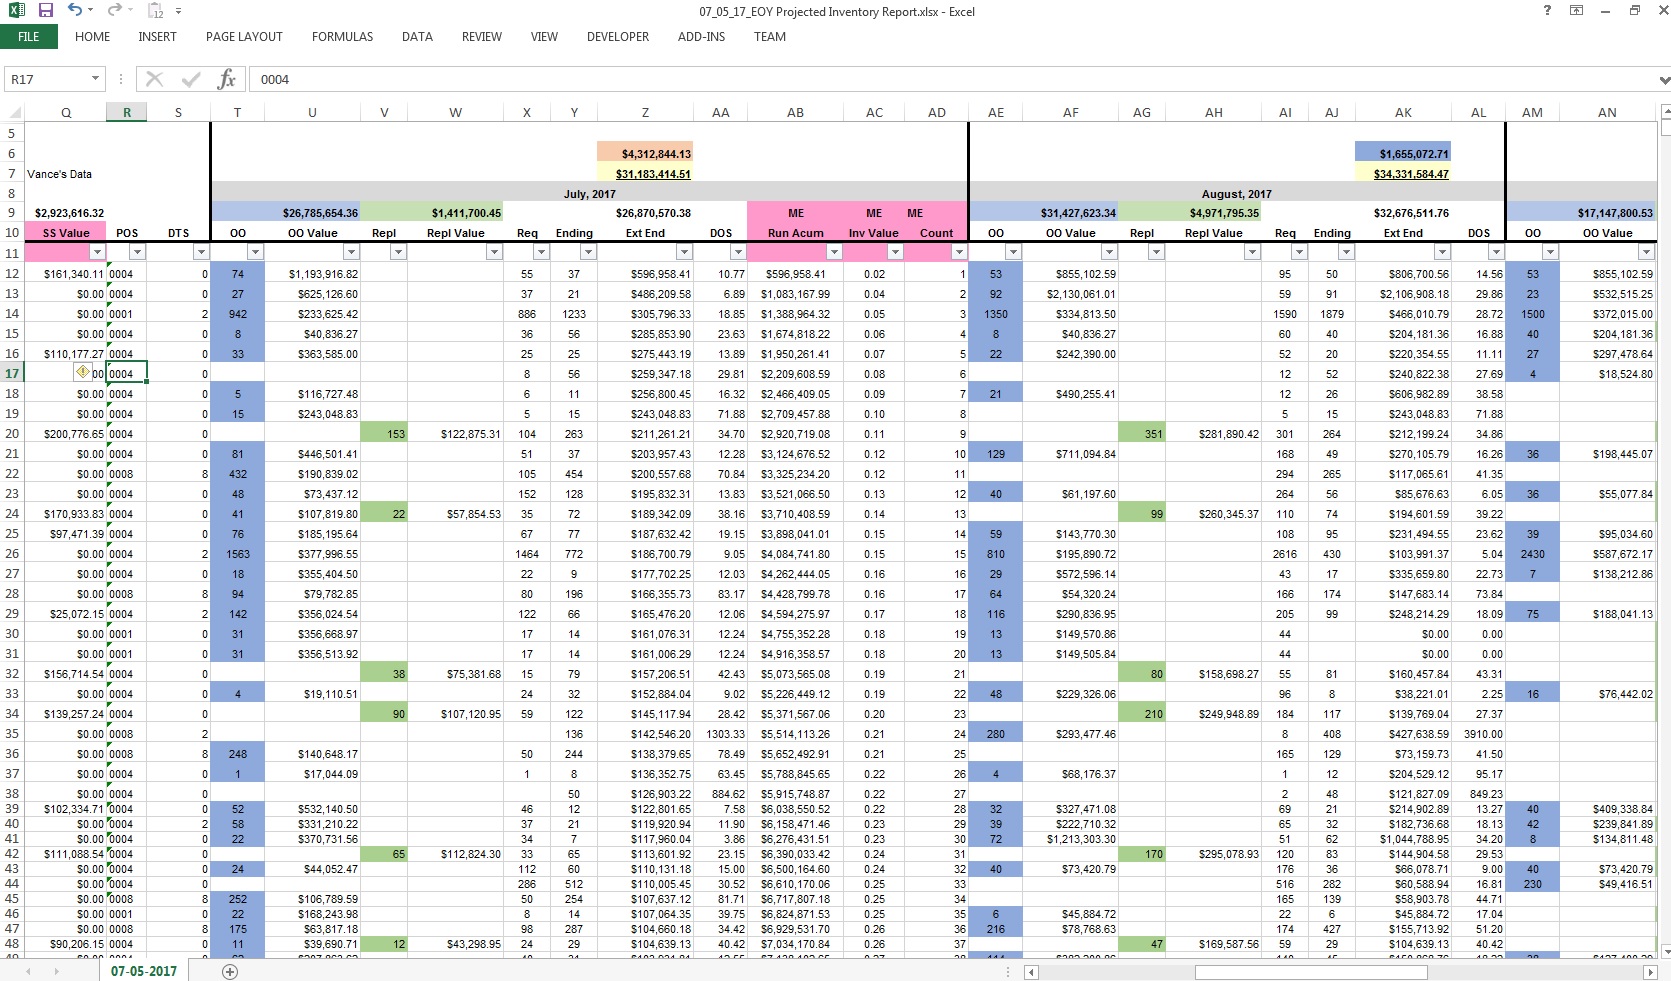 07_05_17_EOY Projected Inventory Report.xlsx - Excel
FILE HOME INSERT PAGE LAYOUT FORMULAS DATA REVIEW VIEW DEVELOPER ADD-INS TEAM
R17 fx 0004
Q R S T U V W X Y Z AA AB AC AD AE AF AG AH AI AJ AK AL AM AN
5
6 $4,312,844.13 $1,655,072.71
7 Vance's Data $31,183,414.51 $34,331,584.47
8 July, 2017 August, 2017
9 $2,923,616.32 $26,785,654.36 $1,411,700.45 $26,870,570.38 ME ME ME $31,427,623.34 $4,971,795.35 $32,676,511.76 $17,147,800.53
10 SS Value POS DTS OO OO Value Repl Repl Value Req Ending Ext End DOS Run Acum Inv Value Count OO OO Value Repl Repl Value Req Ending Ext End DOS OO OO Value
11
12 $161,340.11 0004 0 74 $1,193,916.82 55 37 $596,958.41 10.77 $596,958.41 0.02 1 53 $855,102.59 95 50 $806,700.56 14.56 53 $855,102.59
13 $0.00 0004 0 27 $625,126.60 37 21 $486,209.58 6.89 $1,083,167.99 0.04 2 92 $2,130,061.01 59 91 $2,106,908.18 29.86 23 $532,515.25
14 $0.00 0001 2 942 $233,625.42 886 1233 $305,796.33 18.85 $1,388,964.32 0.05 3 1350 $334,813.50 1590 1879 $466,010.79 28.72 1500 $372,015.00
15 $0.00 0004 0 8 $40,836.27 36 56 $285,853.90 23.63 $1,674,818.22 0.06 4 8 $40,836.27 60 40 $204,181.36 16.88 40 $204,181.36
16 $110,177.27 0004 0 33 $363,585.00 25 25 $275,443.19 13.89 $1,950,261.41 0.07 5 22 $242,390.00 52 20 $220,354.55 11.11 27 $297,478.64
17 00 0004 0 8 56 $259,347.18 29.81 $2,209,608.59 0.08 6 12 52 $240,822.38 27.69 4 $18,524.80
18 $0.00 0004 0 5 $116,727.48 6 11 $256,800.45 16.32 $2,466,409.05 0.09 7 21 $490,255.41 12 26 $606,982.89 38.58
19 $0.00 0004 0 15 $243,048.83 5 15 $243,048.83 71.88 $2,709,457.88 0.10 8 5 15 $243,048.83 71.88
20 $200,776.65 0004 0 153 $122,875.31 104 263 $211,261.21 34.70 $2,920,719.08 0.11 9 351 $281,890.42 301 264 $212,199.24 34.86
21 $0.00 0004 0 81 $446,501.41 51 37 $203,957.43 12.28 $3,124,676.52 0.12 10 129 $711,094.84 168 49 $270,105.79 16.26 36 $198,445.07
22 $0.00 0008 8 432 $190,839.02 105 454 $200,557.68 70.84 $3,325,234.20 0.12 11 294 265 $117,065.61 41.35
23 $0.00 0004 0 48 $73,437.12 152 128 $195,832.31 13.83 $3,521,066.50 0.13 12 40 $61,197.60 264 56 $85,676.63 6.05 36 $55,077.84
24 $170,933.83 0004 0 41 $107,819.80 22 $57,854.53 35 72 $189,342.09 38.16 $3,710,408.59 0.14 13 99 $260,345.37 110 74 $194,601.59 39.22
25 $97,471.39 0004 0 76 $185,195.64 67 77 $187,632.42 19.15 $3,898,041.01 0.15 14 59 $143,770.30 108 95 $231,494.55 23.62 39 $95,034.60
26 $0.00 0004 2 1563 $377,996.55 1464 772 $186,700.79 9.05 $4,084,741.80 0.15 15 810 $195,890.72 2616 430 $103,991.37 5.04 2430 $587,672.17
27 $0.00 0004 0 18 $355,404.50 22 9 $177,702.25 12.03 $4,262,444.05 0.16 16 29 $572,596.14 43 17 $335,659.80 22.73 7 $138,212.86
28 $0.00 0008 8 94 $79,782.85 80 196 $166,355.73 83.17 $4,428,799.78 0.16 17 64 $54,320.24 166 174 $147,683.14 73.84
29 $25,072.15 0004 2 142 $356,024.54 122 66 $165,476.20 12.06 $4,594,275.97 0.17 18 116 $290,836.95 205 99 $248,214.29 18.09 75 $188,041.13
30 $0.00 0001 0 31 $356,668.97 17 14 $161,076.31 12.24 $4,755,352.28 0.18 19 13 $149,570.86 44 $0.00 0.00
31 $0.00 0001 0 31 $356,513.92 17 14 $161,006.29 12.24 $4,916,358.57 0.18 20 13 $149,505.84 44 $0.00 0.00
32 $156,714.54 0004 0 38 $75,381.68 15 79 $157,206.51 42.43 $5,073,565.08 0.19 21 80 $158,698.27 55 81 $160,457.84 43.31
33 $0.00 0004 0 4 $19,110.51 24 32 $152,884.04 9.02 $5,226,449.12 0.19 22 48 $229,326.06 96 8 $38,221.01 2.25 16 $76,442.02
34 $139,257.24 0004 0 90 $107,120.95 59 122 $145,117.94 28.42 $5,371,567.06 0.20 23 210 $249,948.89 184 117 $139,769.04 27.37
35 $0.00 0008 2 136 $142,546.20 1303.33 $5,514,113.26 0.21 24 280 $293,477.46 8 408 $427,638.59 3910.00
36 $0.00 0008 8 248 $140,648.17 50 244 $138,379.65 78.49 $5,652,492.91 0.21 25 165 129 $73,159.73 41.50
37 $0.00 0004 0 1 $17,044.09 1 8 $136,352.75 63.45 $5,788,845.65 0.22 26 4 $68,176.37 1 12 $204,529.12 95.17
38 $0.00 0004 0 50 $126,903.22 884.62 $5,915,748.87 0.22 27 2 48 $121,827.09 849.23
39 $102,334.71 0004 0 52 $532,140.50 46 12 $122,801.65 7.58 $6,038,550.52 0.22 28 32 $327,471.08 69 21 $214,902.89 13.27 40 $409,338.84
40 $0.00 0004 2 58 $331,210.22 37 21 $119,920.94 11.90 $6,158,471.46 0.23 29 39 $222,710.32 65 32 $182,736.68 18.13 42 $239,841.89
41 $0.00 0004 0 22 $370,731.56 34 7 $117,960.04 3.86 $6,276,431.51 0.23 30 72 $1,213,303.30 51 62 $1,044,788.95 34.20 8 $134,811.48
42 $111,088.54 0004 0 65 $112,824.30 33 65 $113,601.92 23.15 $6,390,033.42 0.24 31 170 $295,078.93 120 83 $144,904.58 29.53
43 $0.00 0004 0 24 $44,052.47 112 60 $110,131.18 15.00 $6,500,164.60 0.24 32 40 $73,420.79 176 36 $66,078.71 9.00 40 $73,420.79
44 $0.00 0004 0 286 512 $110,005.45 30.52 $6,610,170.06 0.25 33 516 282 $60,588.94 16.81 230 $49,416.51
45 $0.00 0008 8 252 $106,789.59 50 254 $107,637.12 81.71 $6,717,807.18 0.25 34 165 139 $58,903.78 44.71
46 $0.00 0001 0 22 $168,243.98 8 14 $107,064.35 39.75 $6,824,871.53 0.25 35 6 $45,884.72 22 6 $45,884.72 17.04
47 $0.00 0008 8 175 $63,817.18 98 287 $104,660.18 34.42 $6,929,531.70 0.26 36 216 $78,768.63 174 427 $155,713.92 51.20
48 $90,206.15 0004 0 11 $39,690.71 12 $43,298.95 24 29 $104,639.13 40.42 $7,034,170.84 0.26 37 47 $169,587.56 59 29 $104,639.13 40.42
07-05-2017